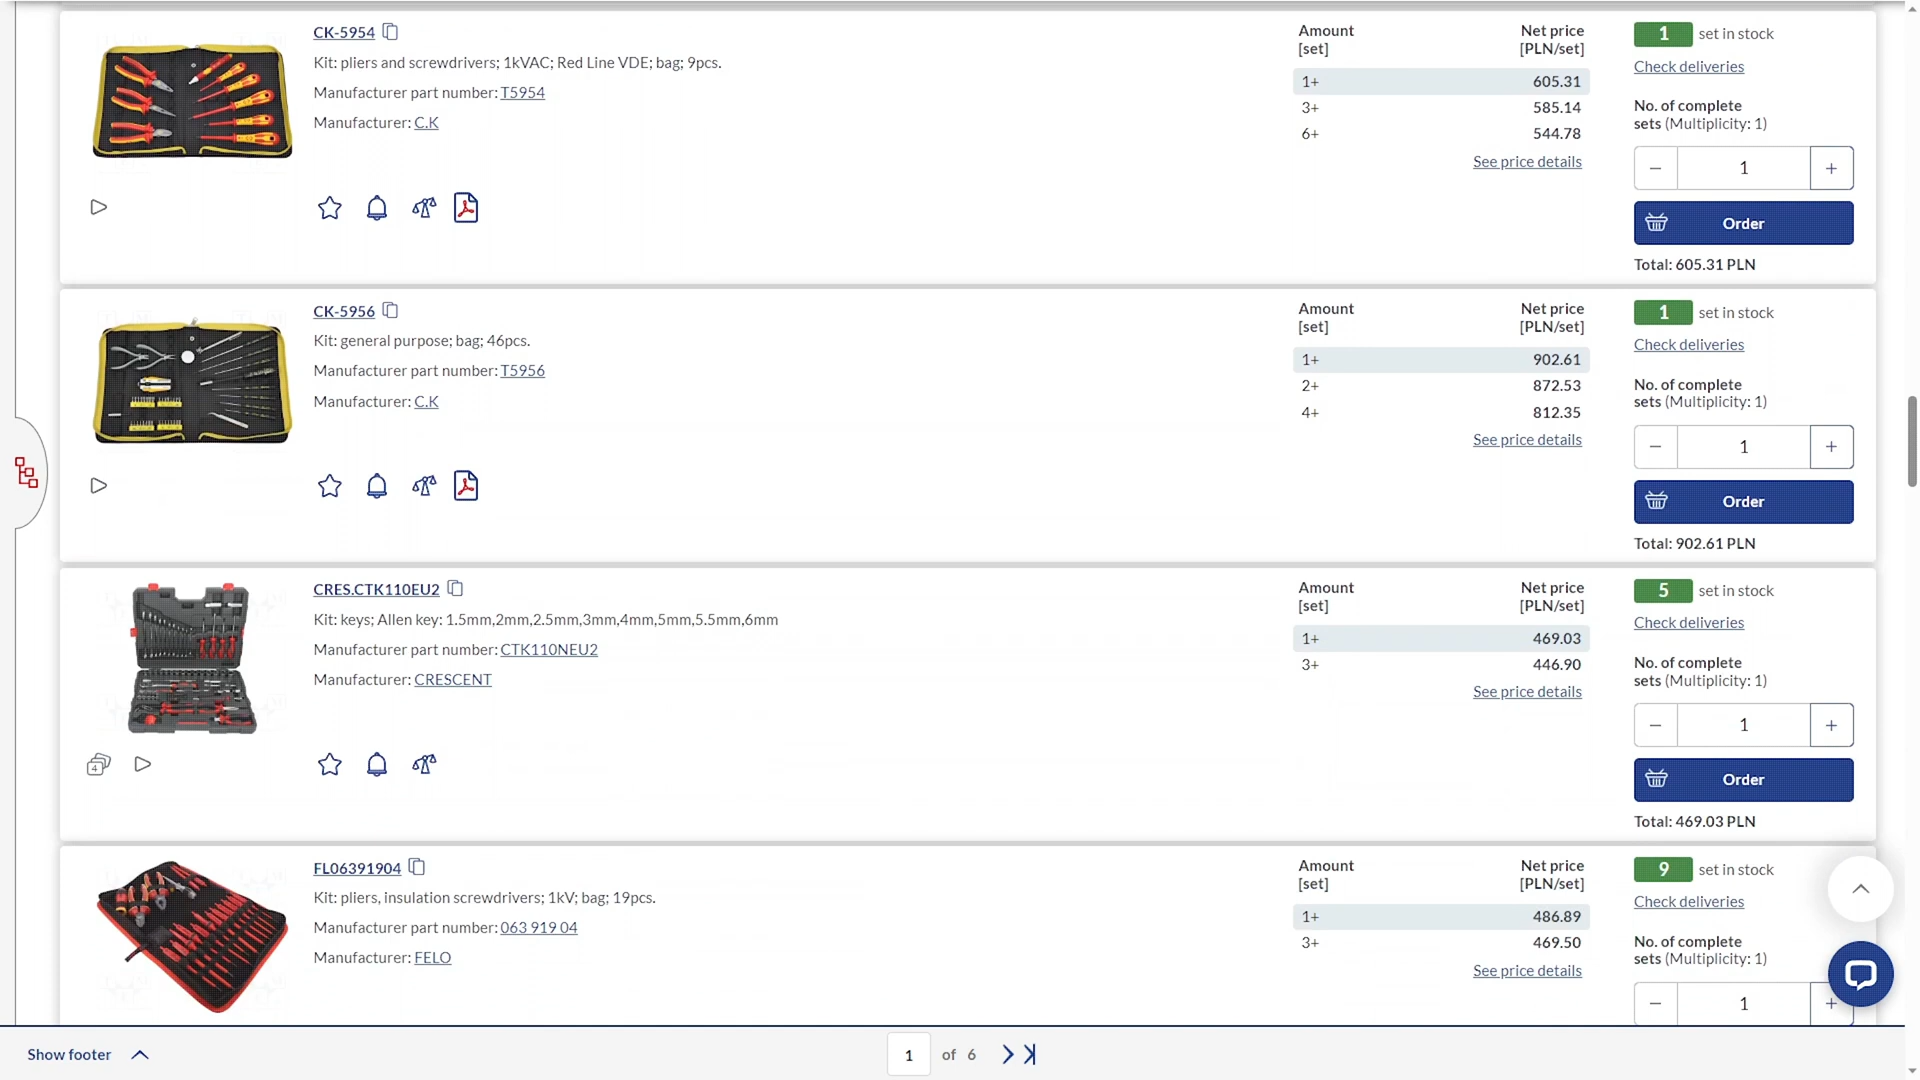 CK-5954
Kit: pliers and screwdrivers; 1kVAC; Red Line VDE; bag; 9pcs.
Manufacturer part number: T5954
Manufacturer: C.K
Amount [set] Net price [PLN/set]
1+ 605.31
3+ 585.14
6+ 544.78
See price details
1 set in stock
Check deliveries
No. of complete
sets (Multiplicity: 1)
− 1 +
Order
Total: 605.31 PLN
CK-5956
Kit: general purpose; bag; 46pcs.
Manufacturer part number: T5956
Manufacturer: C.K
Amount [set] Net price [PLN/set]
1+ 902.61
2+ 872.53
4+ 812.35
See price details
1 set in stock
Check deliveries
No. of complete
sets (Multiplicity: 1)
− 1 +
Order
Total: 902.61 PLN
CRES.CTK110EU2
Kit: keys; Allen key: 1.5mm,2mm,2.5mm,3mm,4mm,5mm,5.5mm,6mm
Manufacturer part number: CTK110NEU2
Manufacturer: CRESCENT
4
Amount [set] Net price [PLN/set]
1+ 469.03
3+ 446.90
See price details
5 set in stock
Check deliveries
No. of complete
sets (Multiplicity: 1)
− 1 +
Order
Total: 469.03 PLN
FL06391904
Kit: pliers, insulation screwdrivers; 1kV; bag; 19pcs.
Manufacturer part number: 063 919 04
Manufacturer: FELO
Amount [set] Net price [PLN/set]
1+ 486.89
3+ 469.50
See price details
9 set in stock
Check deliveries
No. of complete
sets (Multiplicity: 1)
− 1 +
Show footer
1 of 6